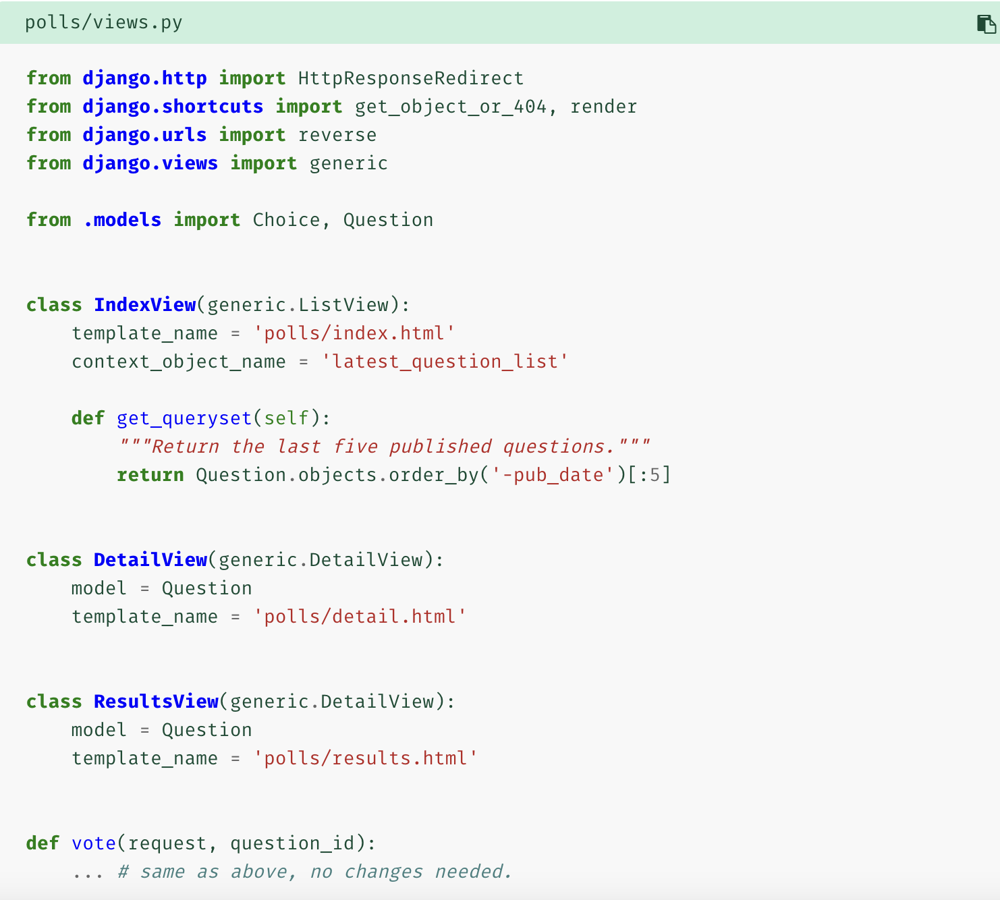 polls/views.py
from django.http import HttpResponseRedirect
from django.shortcuts import get_object_or_404, render
from django.urls import reverse
from django.views import generic
from .models import Choice, Question
class IndexView(generic.ListView):
    template_name = 'polls/index.html'
    context_object_name = 'latest_question_list'
    def get_queryset(self):
        """Return the last five published questions."""
        return Question.objects.order_by('-pub_date')[:5]
class DetailView(generic.DetailView):
    model = Question
    template_name = 'polls/detail.html'
class ResultsView(generic.DetailView):
    model = Question
    template_name = 'polls/results.html'
def vote(request, question_id):
    ... # same as above, no changes needed.